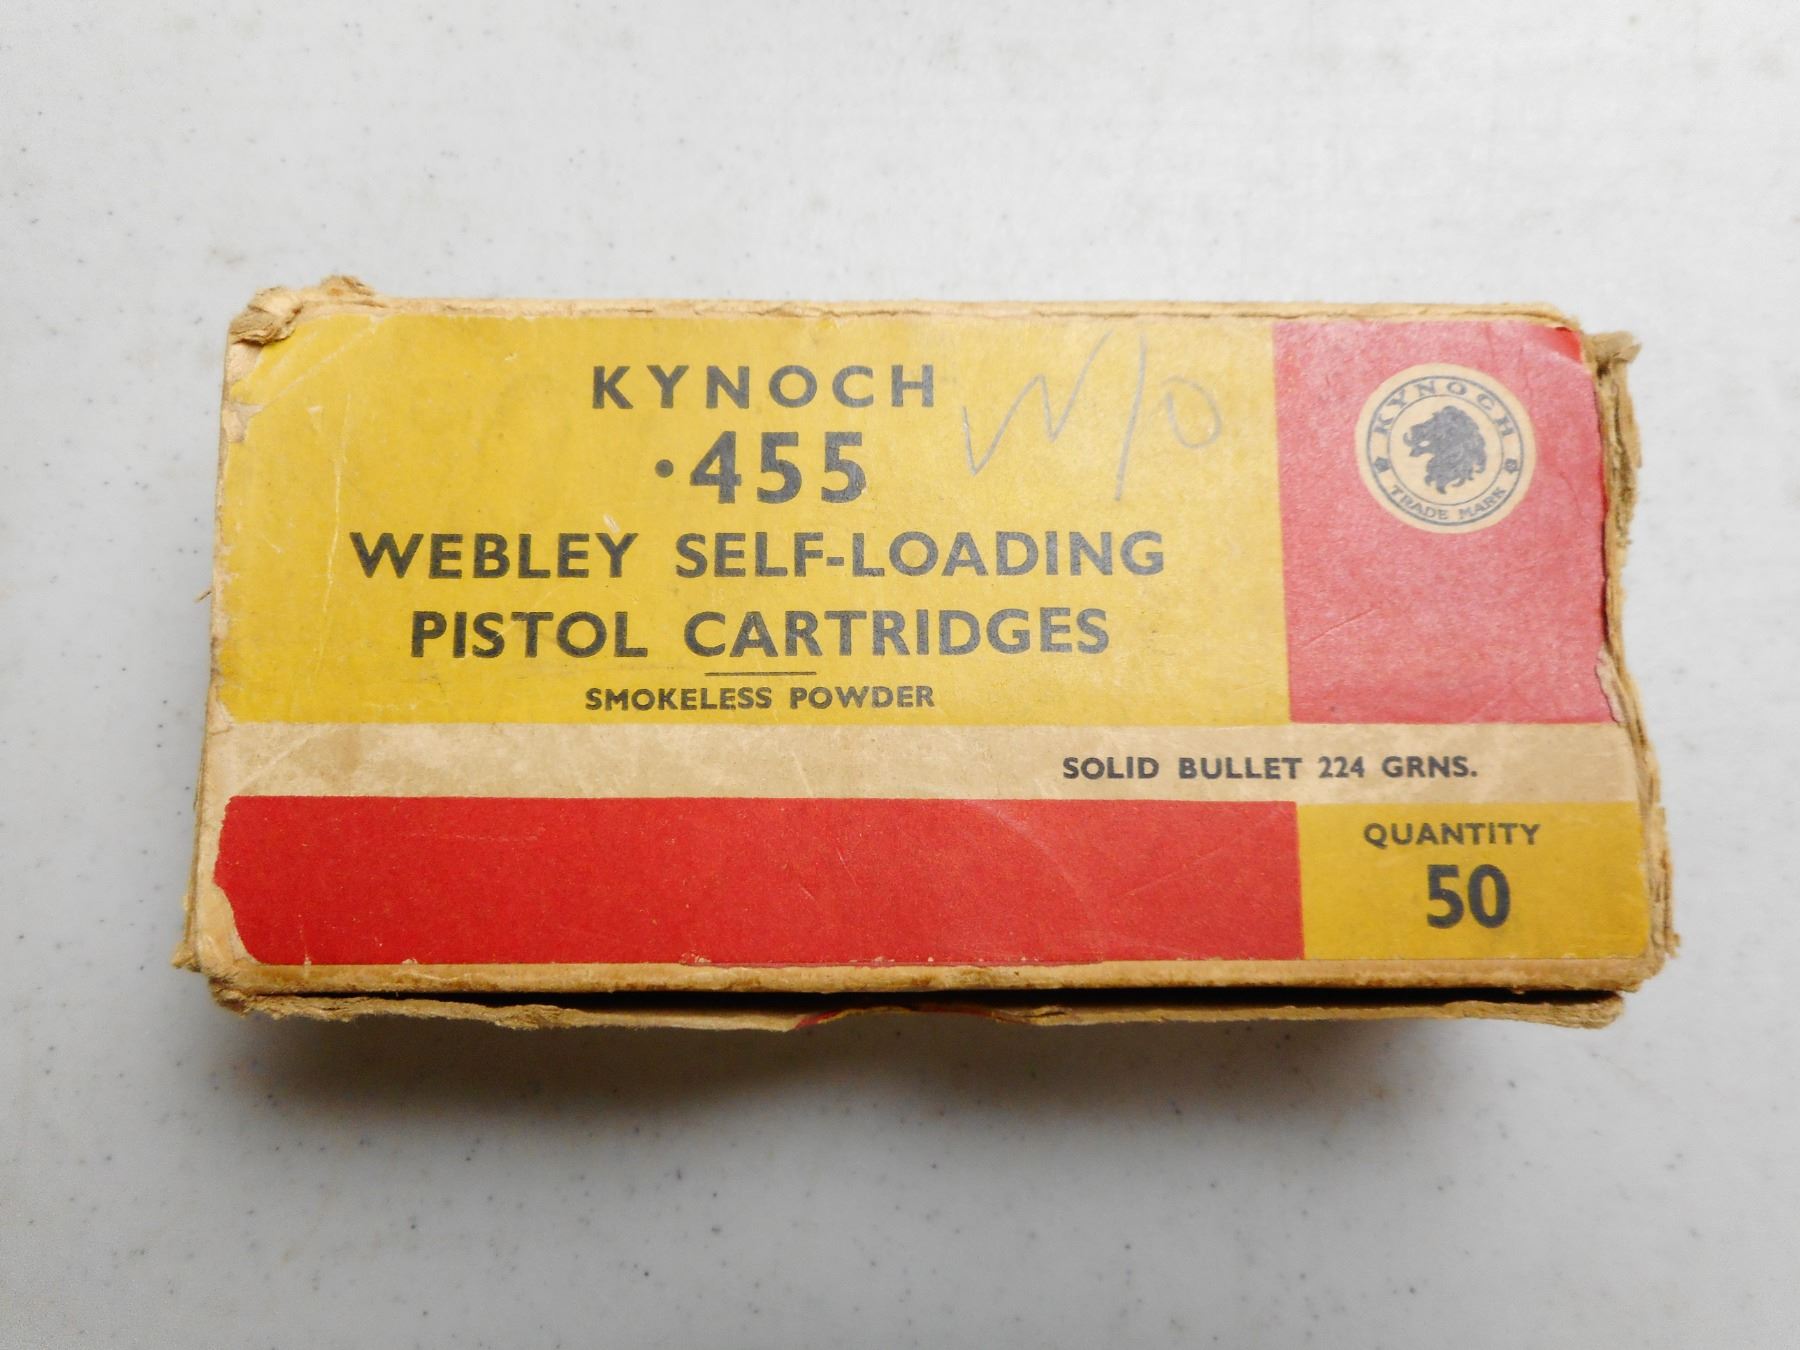 KYNOCH
.455
WEBLEY SELF-LOADING
PISTOL CARTRIDGES
SMOKELESS POWDER
KYNOCH
TRADE MARK
SOLID BULLET 224 GRNS.
QUANTITY
50